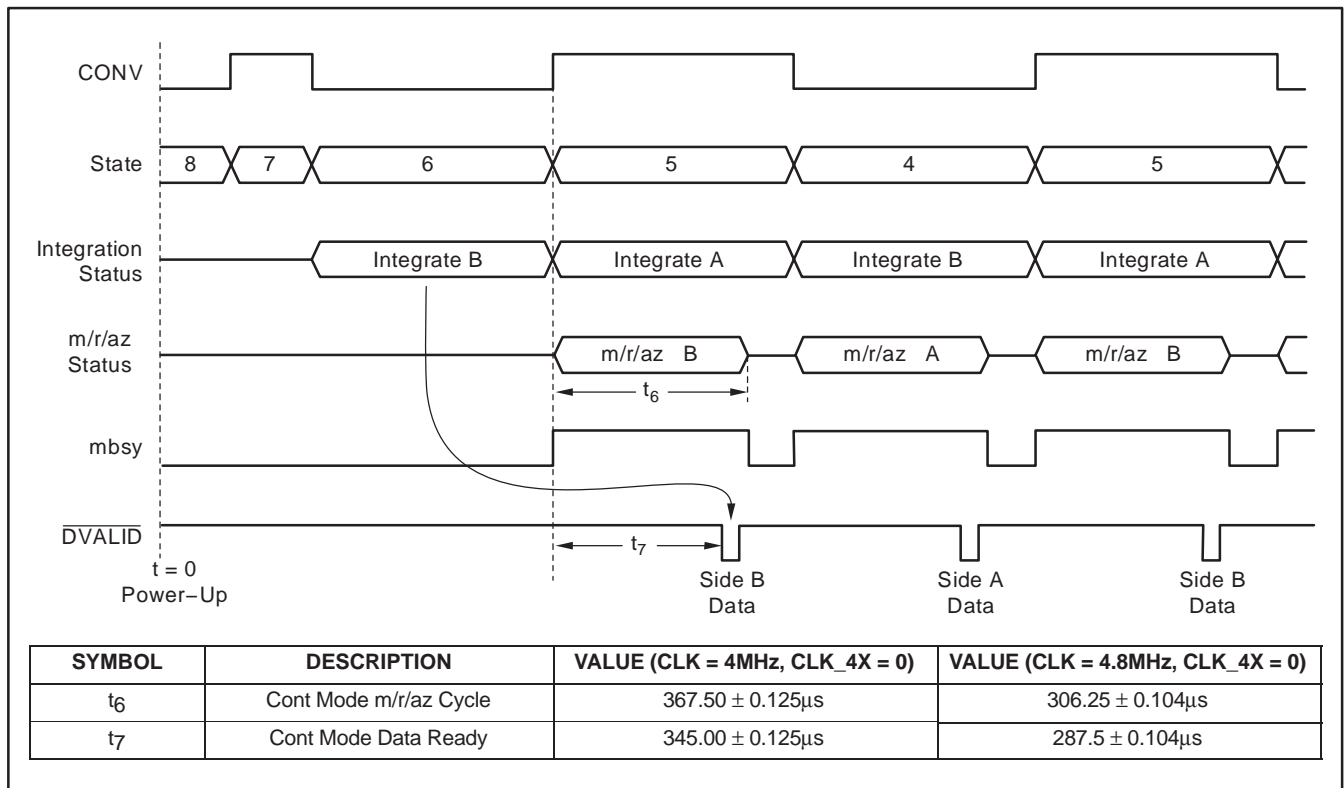 CONV
State 8 7 6 5 4 5
Integration
Status
Integrate B Integrate A Integrate B Integrate A
m/r/az
Status
m/r/az B m/r/az A m/r/az B
t6
mbsy
DVALID
t7
t = 0
Power−Up
Side B
Data
Side A
Data
Side B
Data
SYMBOL DESCRIPTION VALUE (CLK = 4MHz, CLK_4X = 0) VALUE (CLK = 4.8MHz, CLK_4X = 0)
t6 Cont Mode m/r/az Cycle 367.50 ± 0.125µs 306.25 ± 0.104µs
t7 Cont Mode Data Ready 345.00 ± 0.125µs 287.5 ± 0.104µs